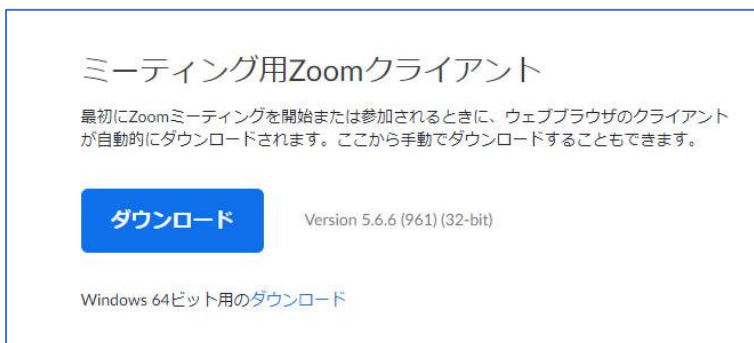 ミーティング用Zoomクライアント
最初にZoomミーティングを開始または参加されるときに、ウェブブラウザのクライアント
が自動的にダウンロードされます。ここから手動でダウンロードすることもできます。
ダウンロード Version 5.6.6 (961) (32-bit)
Windows 64ビット用のダウンロード